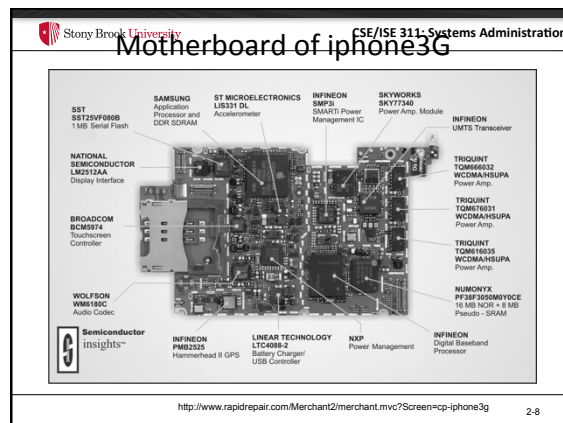 Stony Brook University
CSE/ISE 311: Systems Administration
Motherboard of iphone3G
SST
SST25VF080B
1 MB Serial Flash
SAMSUNG
Application
Processor and
DDR SDRAM
ST MICROELECTRONICS
LIS331 DL
Accelerometer
INFINEON
SMP3i
SMARTi Power
Management IC
SKYWORKS
SKY77340
Power Amp. Module
INFINEON
UMTS Transceiver
NATIONAL
SEMICONDUCTOR
LM2512AA
Display Interface
TRIQUINT
TQM666032
WCDMA/HSUPA
Power Amp.
BROADCOM
BCM5974
Touchscreen
Controller
TRIQUINT
TQM676031
WCDMA/HSUPA
Power Amp.
TRIQUINT
TQM616035
WCDMA/HSUPA
Power Amp.
WOLFSON
WM6180C
Audio Codec
NUMONYX
PF38F3050M0Y0CE
16 MB NOR + 8 MB
Pseudo - SRAM
Semiconductor
insights™
INFINEON
PMB2525
Hammerhead II GPS
LINEAR TECHNOLOGY
LTC4088-2
Battery Charger/
USB Controller
NXP
Power Management
INFINEON
Digital Baseband
Processor
http://www.rapidrepair.com/Merchant2/merchant.mvc?Screen=cp-iphone3g
2-8